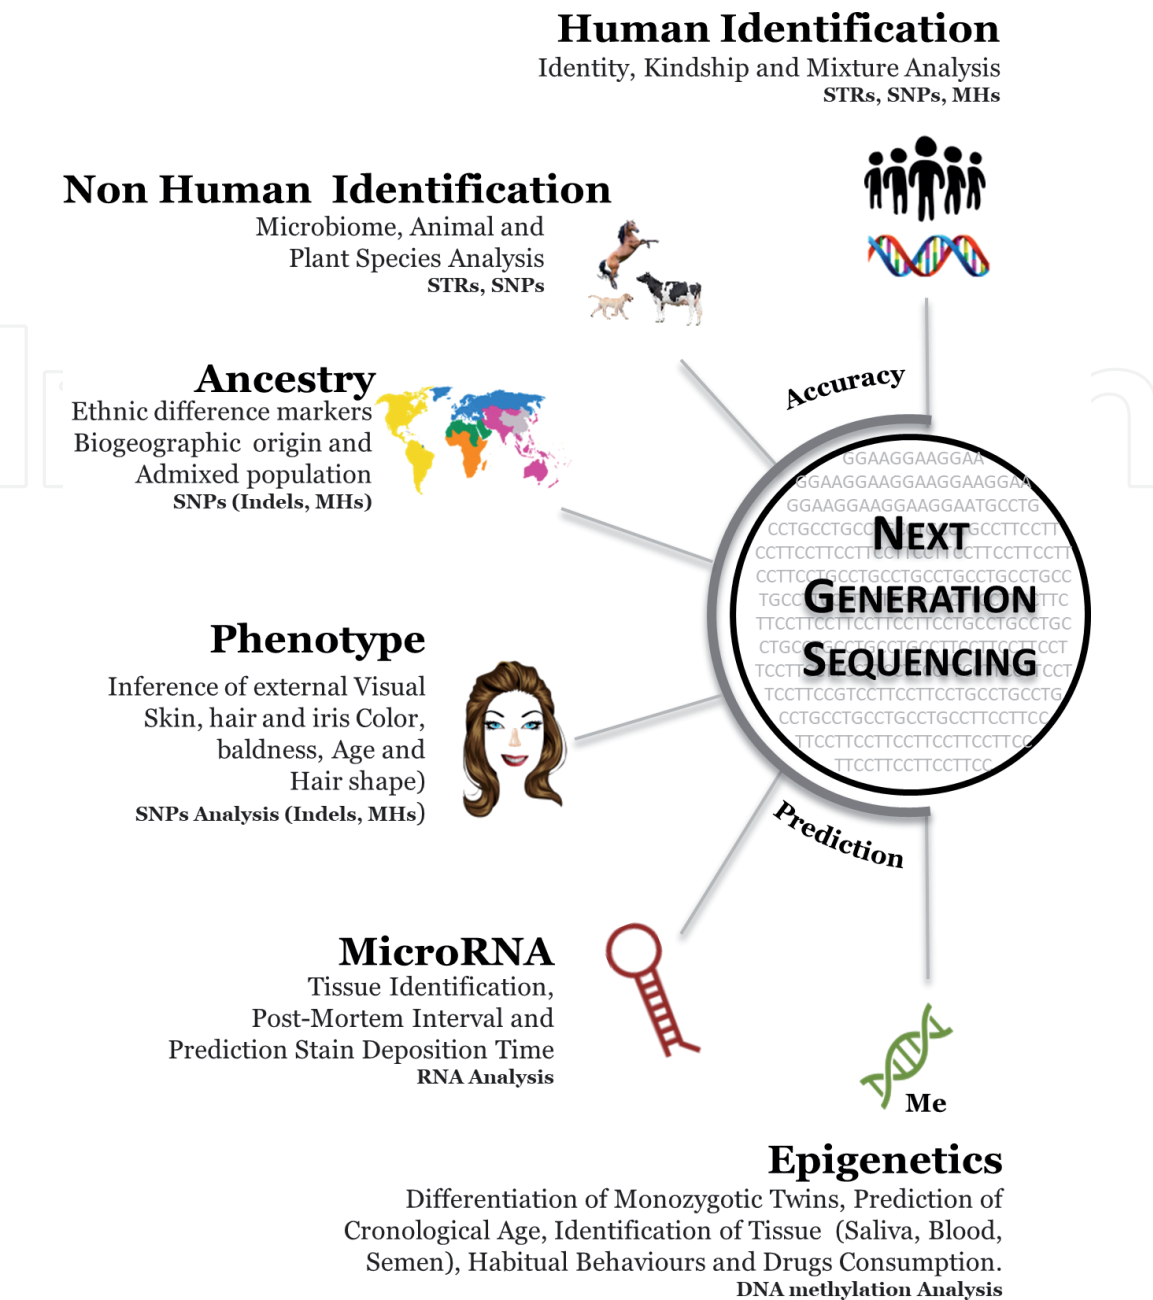 Human Identification
Identity, Kindship and Mixture Analysis
STRs, SNPs, MHs
Non Human Identification
Microbiome, Animal and
Plant Species Analysis
STRs, SNPs
Ancestry
Ethnic difference markers
Biogeographic origin and
Admixed population
SNPs (Indels, MHs)
Phenotype
Inference of external Visual
Skin, hair and iris Color,
baldness, Age and
Hair shape)
SNPs Analysis (Indels, MHs)
MicroRNA
Tissue Identification,
Post-Mortem Interval and
Prediction Stain Deposition Time
RNA Analysis
Accuracy
GGAAGGAAGGAA
GGAAGGAAGGAAGGAAGGAA
GGAAGGAAGGAAGGAATGCCTG
NEXT
GENERATION
SEQUENCING
TCCTTCCGTCCTTCCTTCCTGCCTGCCTG
CCTGCCTGCCTGCCTGCCTTCCTTCC
TTCCTTCCTTCCTTCCTTCCTTCC
TTCCTTCCTTCCTTCC
Prediction
Me
Epigenetics
Differentiation of Monozygotic Twins, Prediction of
Cronological Age, Identification of Tissue (Saliva, Blood,
Semen), Habitual Behaviours and Drugs Consumption.
DNA methylation Analysis